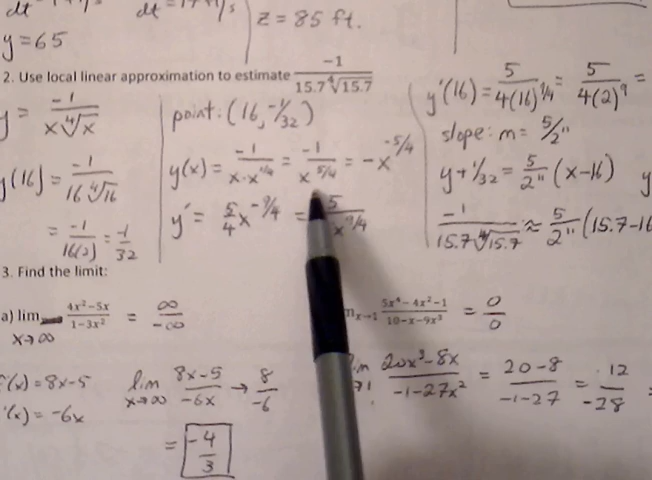 y = 65
z = 85 ft.
2. Use local linear approximation to estimate -1/(15.7∜15.7)
y = -1/(x∜x)
y(16) = -1/(16∜16)
= -1/(16(2)) = -1/32
point: (16, -1/32)
y(x) = -1/(x·x^(1/4)) = -1/x^(5/4) = -x^(-5/4)
y' = 5/4 x^(-9/4) = 5/ x^(9/4)
y'(16) = 5/(4(16)^(9/4)) = 5/(4(2)^9 =
slope: m = 5/2^11
y + 1/32 = 5/2^11 (x-16)
-1/(15.7∜15.7) ≈ 5/2^11 (15.7-16
3. Find the limit:
a) lim x→∞ (4x²-5x)/(1-3x²) = ∞/-∞
(x) = 8x-5
'(x) = -6x
lim x→∞ (8x-5)/(-6x) → 8/-6
= -4/3
x→1 (5x⁴-4x²-1)/(10-x-9x³) = 0/0
(20x³-8x)/(-1-27x²) = (20-8)/(-1-27) = 12/-28 =